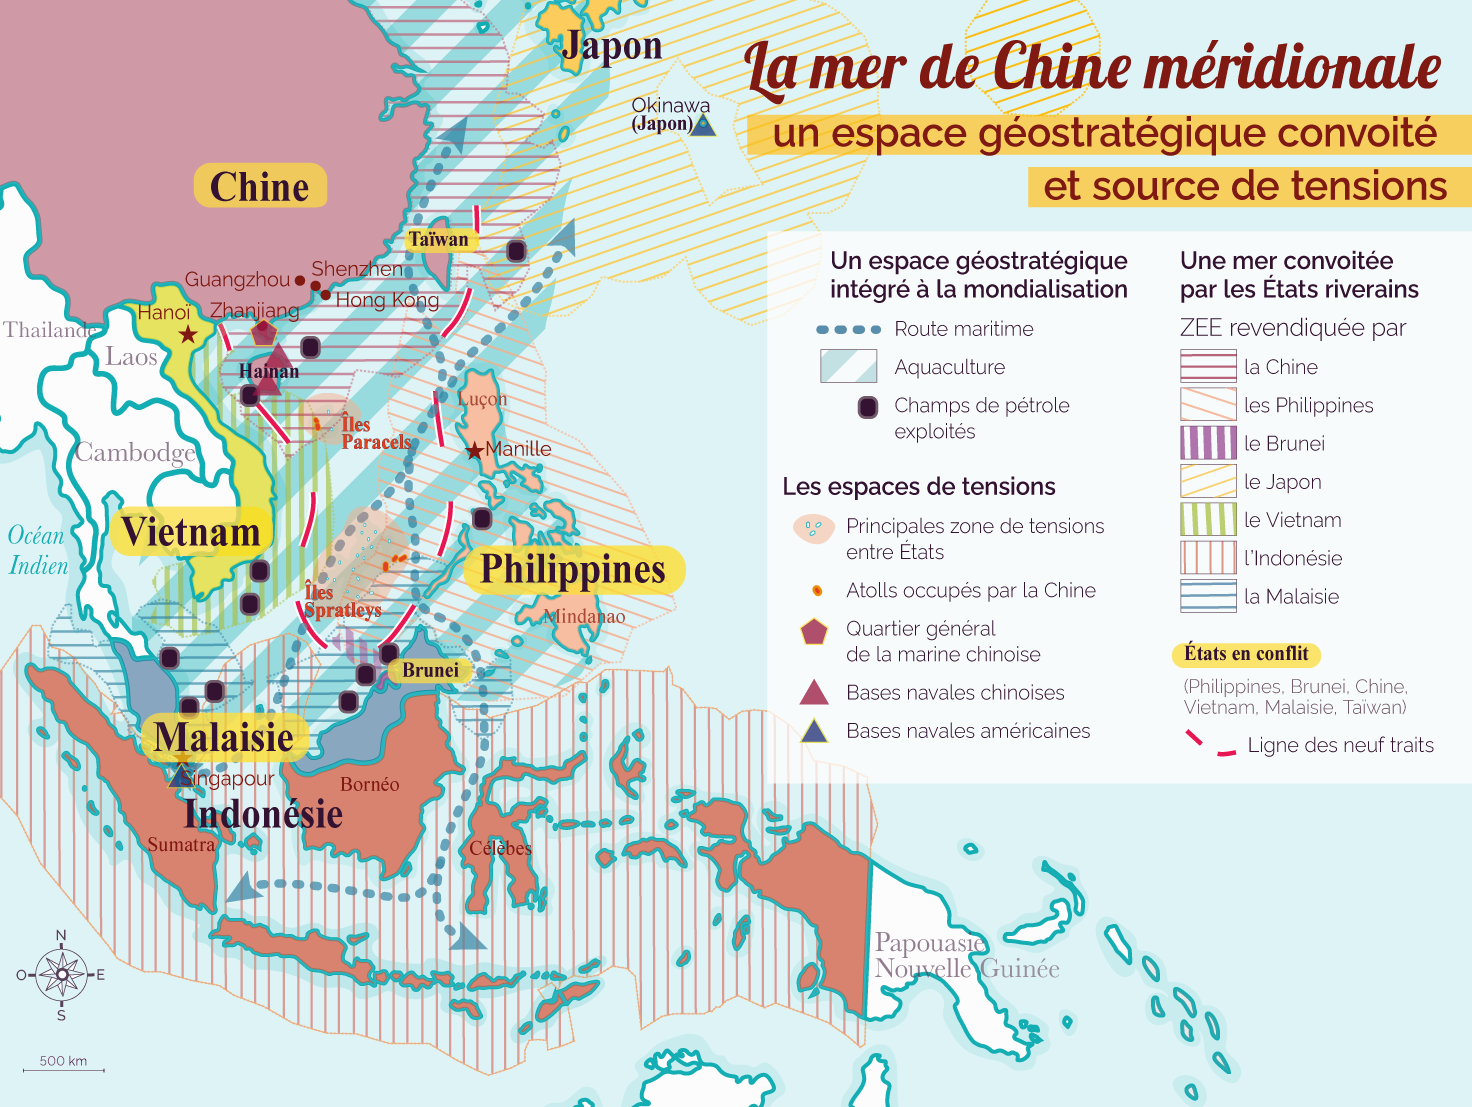 La mer de Chine méridionale
un espace géostratégique convoité
et source de tensions
Japon
Okinawa
(Japon)
Chine
Taïwan
Guangzhou
Shenzhen
Hong Kong
Zhanjiang
Hanoï
Hainan
Thailande
Laos
Cambodge
Vietnam
Océan
Indien
Îles
Paracels
Îles
Spratleys
Luçon
Manille
Philippines
Mindanao
Brunei
Malaisie
Singapour
Indonésie
Bornéo
Sumatra
Célèbes
Papouasie
Nouvelle Guinée
N
O
E
S
500 km
Un espace géostratégique
intégré à la mondialisation
Route maritime
Aquaculture
Champs de pétrole
exploités
Les espaces de tensions
Principales zone de tensions
entre États
Atolls occupés par la Chine
Quartier général
de la marine chinoise
Bases navales chinoises
Bases navales américaines
Une mer convoitée
par les États riverains
ZEE revendiquée par
la Chine
les Philippines
le Brunei
le Japon
le Vietnam
l'Indonésie
la Malaisie
États en conflit
(Philippines, Brunei, Chine,
Vietnam, Malaisie, Taïwan)
Ligne des neuf traits